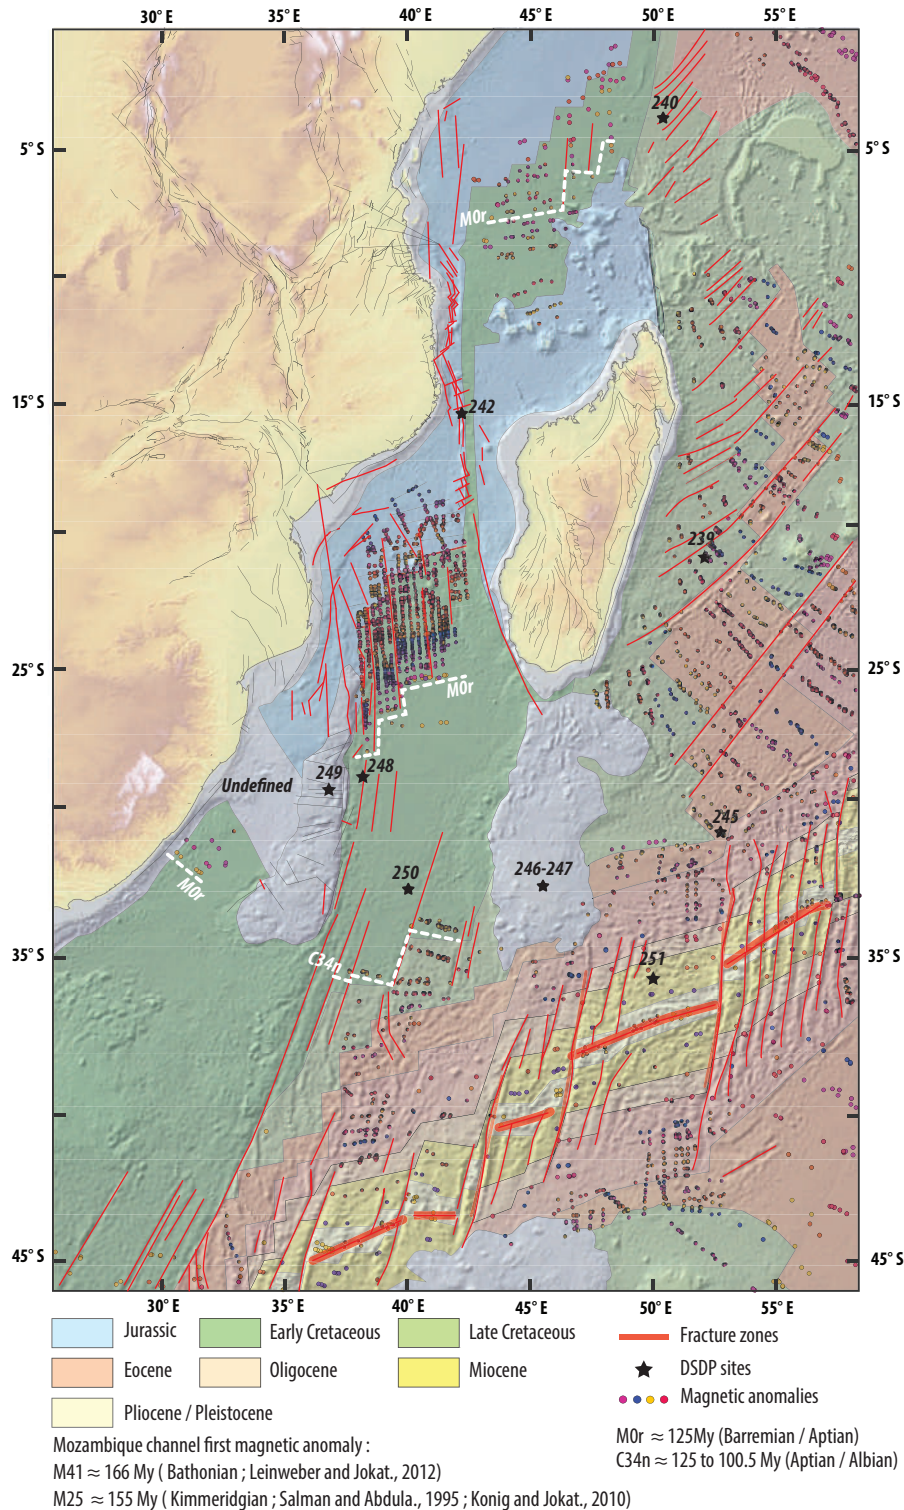 30° E 35° E 40° E 45° E 50° E 55° E
240
5° S 5° S
M0r
15° S 242 15° S
239
25° S 25° S
M0r
249 248
Undefined
245
250 246-247
M0r
C34n 251
35° S 35° S
45° S 45° S
30° E 35° E 40° E 45° E 50° E 55° E
Jurassic Early Cretaceous Late Cretaceous Fracture zones
Eocene Oligocene Miocene DSDP sites
Pliocene / Pleistocene Magnetic anomalies
Mozambique channel first magnetic anomaly :
M41 ≈ 166 My ( Bathonian ; Leinweber and Jokat., 2012)
M25 ≈ 155 My ( Kimmeridgian ; Salman and Abdula., 1995 ; Konig and Jokat., 2010)
M0r ≈ 125My (Barremian / Aptian)
C34n ≈ 125 to 100.5 My (Aptian / Albian)